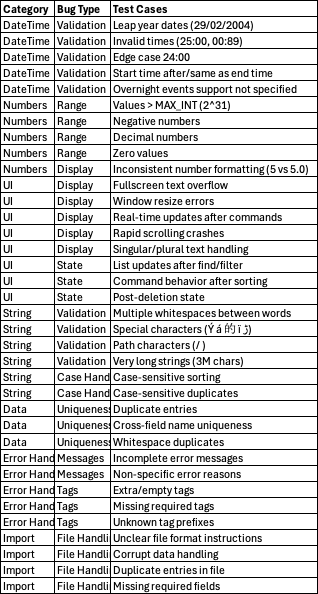 Category Bug Type Test Cases
DateTime Validation Leap year dates (29/02/2004)
DateTime Validation Invalid times (25:00, 00:89)
DateTime Validation Edge case 24:00
DateTime Validation Start time after/same as end time
DateTime Validation Overnight events support not specified
Numbers Range Values > MAX_INT (2^31)
Numbers Range Negative numbers
Numbers Range Decimal numbers
Numbers Range Zero values
Numbers Display Inconsistent number formatting (5 vs 5.0)
UI Display Fullscreen text overflow
UI Display Window resize errors
UI Display Real-time updates after commands
UI Display Rapid scrolling crashes
UI Display Singular/plural text handling
UI State List updates after find/filter
UI State Command behavior after sorting
UI State Post-deletion state
String Validation Multiple whitespaces between words
String Validation Special characters (Ý á 的 ï )
String Validation Path characters (/ )
String Validation Very long strings (3M chars)
String Case Hand Case-sensitive sorting
String Case Hand Case-sensitive duplicates
Data Uniqueness Duplicate entries
Data Uniqueness Cross-field name uniqueness
Data Uniqueness Whitespace duplicates
Error Hand Messages Incomplete error messages
Error Hand Messages Non-specific error reasons
Error Hand Tags Extra/empty tags
Error Hand Tags Missing required tags
Error Hand Tags Unknown tag prefixes
Import File Handli Unclear file format instructions
Import File Handli Corrupt data handling
Import File Handli Duplicate entries in file
Import File Handli Missing required fields